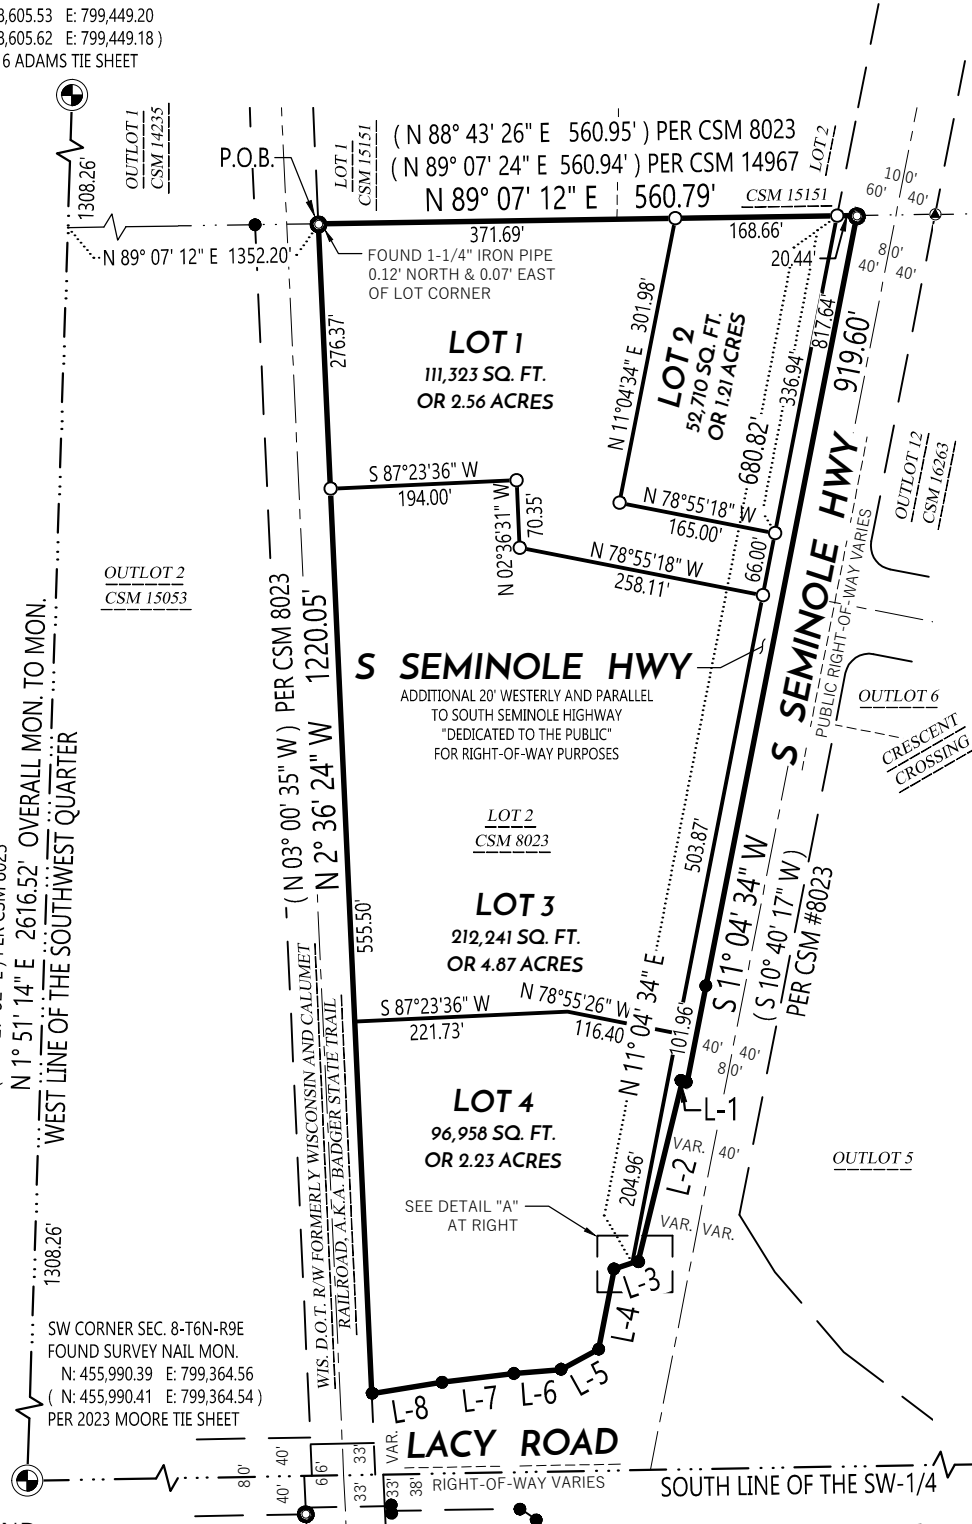 3,605.53 E: 799,449.20
3,605.62 E: 799,449.18 )
6 ADAMS TIE SHEET
OUTLOT 1
CSM 14235
1308.26'
P.O.B.
LOT 1
CSM 15151
( N 88° 43' 26" E 560.95' ) PER CSM 8023
( N 89° 07' 24" E 560.94' ) PER CSM 14967
N 89° 07' 12" E 560.79'
LOT 2
CSM 15151
100'
60' 40'
371.69'
168.66'
20.44'
80'
40' 40'
N 89° 07' 12" E 1352.20'
FOUND 1-1/4" IRON PIPE
0.12' NORTH & 0.07' EAST
OF LOT CORNER
276.37'
LOT 1
111,323 SQ. FT.
OR 2.56 ACRES
N 11°04'34" E 301.98'
LOT 2
52,710 SQ. FT.
OR 1.21 ACRES
680.82'
336.94'
817.64'
919.60'
S 87°23'36" W
194.00'
N 02°36'31" W
70.35'
N 78°55'18" W
165.00'
N 78°55'18" W
258.11'
66.00'
OUTLOT 12
CSM 16263
OUTLOT 2
CSM 15053
( N 03° 00' 35" W ) PER CSM 8023
N 2° 36' 24" W 1220.05'
S SEMINOLE HWY
ADDITIONAL 20' WESTERLY AND PARALLEL
TO SOUTH SEMINOLE HIGHWAY
"DEDICATED TO THE PUBLIC"
FOR RIGHT-OF-WAY PURPOSES
S SEMINOLE HWY
PUBLIC RIGHT-OF-WAY VARIES
OUTLOT 6
CRESCENT
CROSSING
LOT 2
CSM 8023
503.87'
S 11° 04' 34" W
( S 10° 40' 17" W )
PER CSM #8023
N 1° 51' 14" E 2616.52' OVERALL MON. TO MON.
WEST LINE OF THE SOUTHWEST QUARTER
555.50'
LOT 3
212,241 SQ. FT.
OR 4.87 ACRES
S 87°23'36" W
221.73'
N 78°55'26" W
116.40
N 11° 04' 34" E
101.96'
40' 40'
80'
WIS. D.O.T. R/W FORMERLY WISCONSIN AND CALUMET
RAILROAD, A.K.A. BADGER STATE TRAIL
LOT 4
96,958 SQ. FT.
OR 2.23 ACRES
L-1
VAR. 40'
L-2
OUTLOT 5
204.96'
SEE DETAIL "A"
AT RIGHT
VAR. VAR.
L-3
L-4
L-5
L-6
L-7
L-8
1308.26'
SW CORNER SEC. 8-T6N-R9E
FOUND SURVEY NAIL MON.
N: 455,990.39 E: 799,364.56
( N: 455,990.41 E: 799,364.54 )
PER 2023 MOORE TIE SHEET
80'
40'
40'
66'
33'
33'
VAR.
33'
38'
LACY ROAD
RIGHT-OF-WAY VARIES
SOUTH LINE OF THE SW-1/4